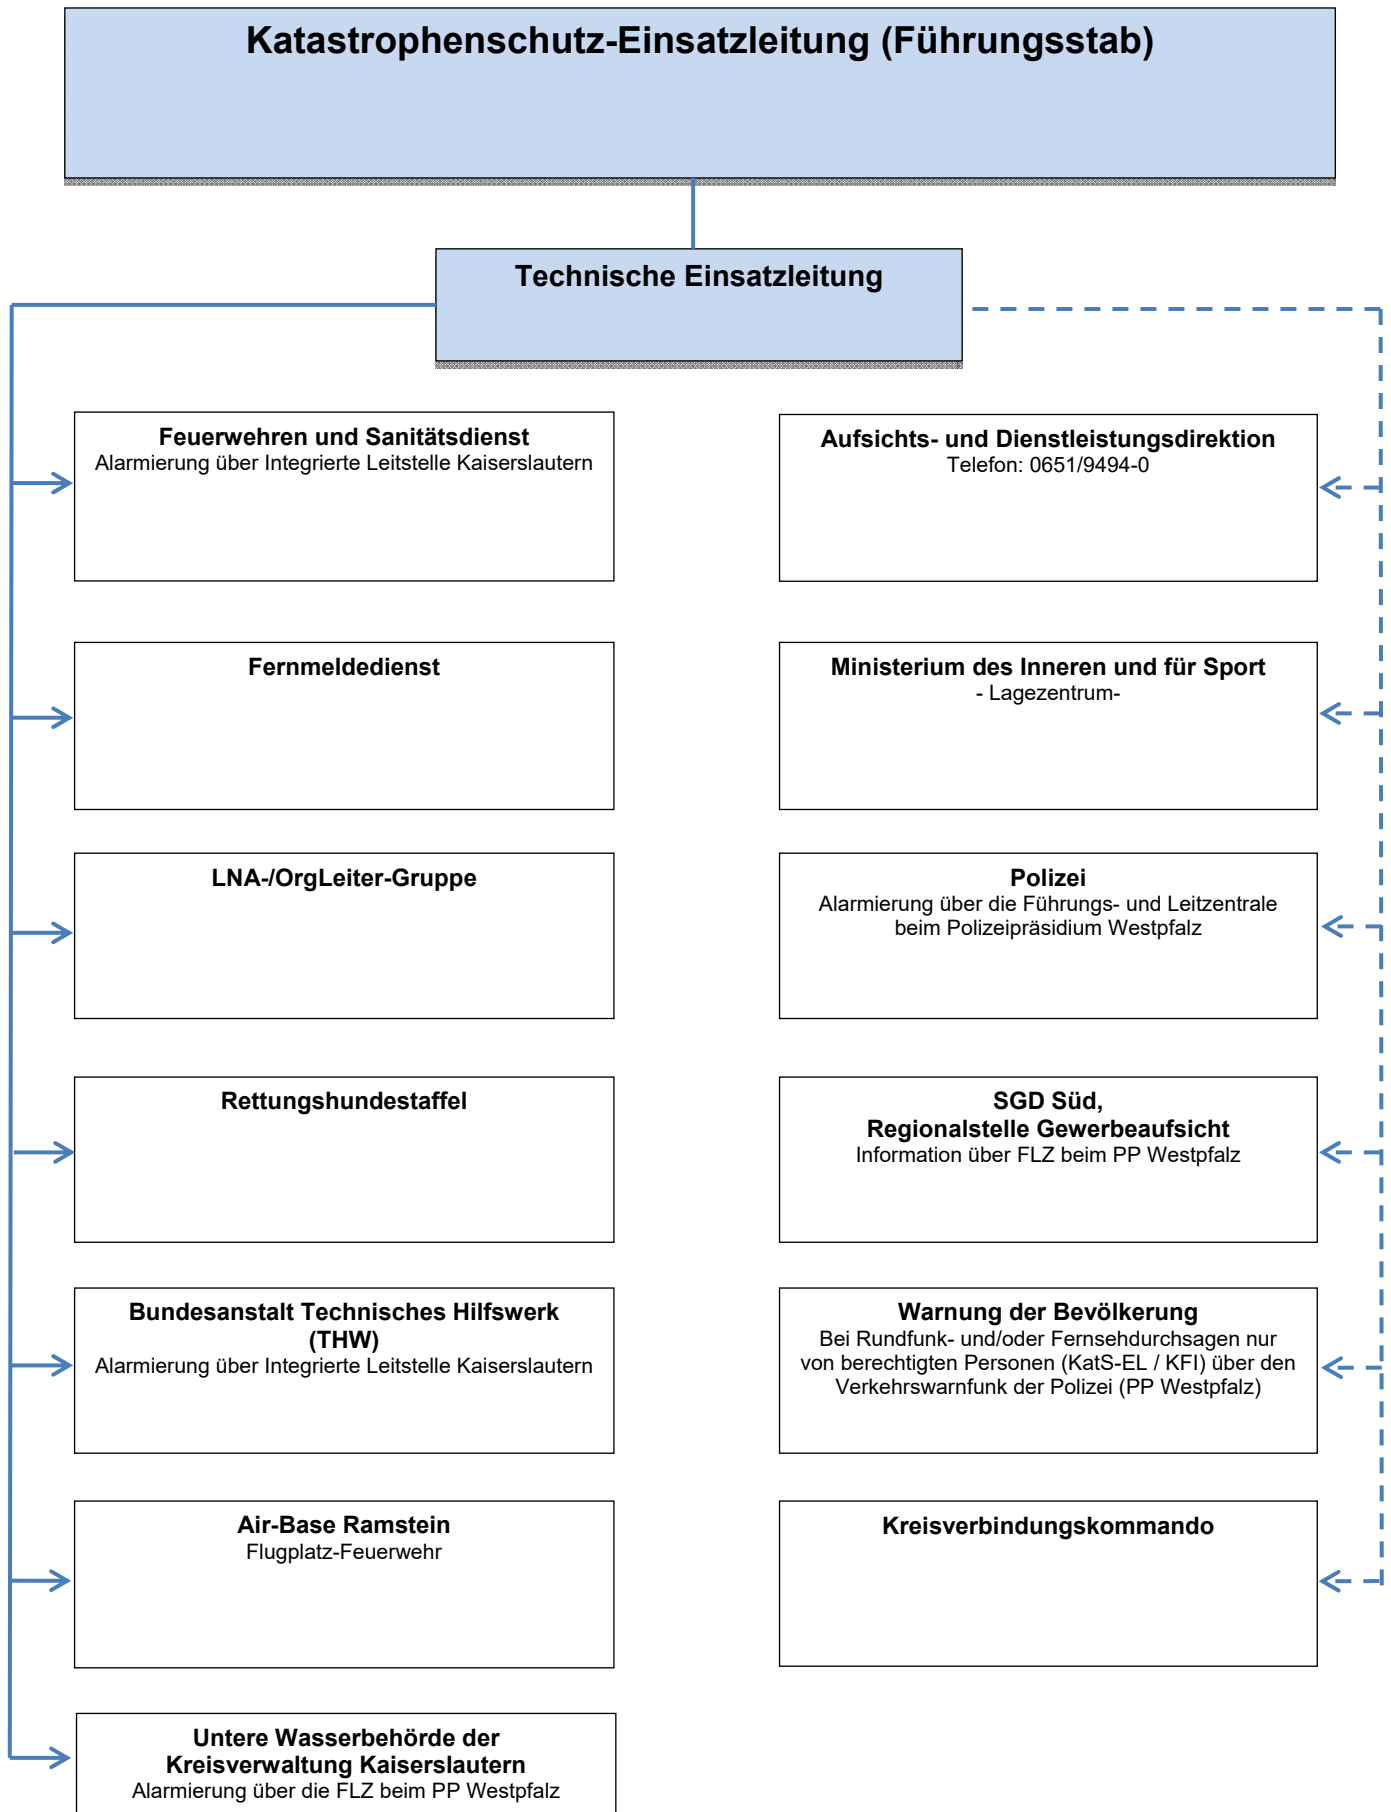 Katastrophenschutz-Einsatzleitung (Führungsstab)
Technische Einsatzleitung
Feuerwehren und Sanitätsdienst
Alarmierung über Integrierte Leitstelle Kaiserslautern
Aufsichts- und Dienstleistungsdirektion
Telefon: 0651/9494-0
Fernmeldedienst
Ministerium des Inneren und für Sport
- Lagezentrum-
LNA-/OrgLeiter-Gruppe
Polizei
Alarmierung über die Führungs- und Leitzentrale
beim Polizeipräsidium Westpfalz
Rettungshundestaffel
SGD Süd,
Regionalstelle Gewerbeaufsicht
Information über FLZ beim PP Westpfalz
Bundesanstalt Technisches Hilfswerk
(THW)
Alarmierung über Integrierte Leitstelle Kaiserslautern
Warnung der Bevölkerung
Bei Rundfunk- und/oder Fernsehdurchsagen nur
von berechtigten Personen (KatS-EL / KFI) über den
Verkehrswarnfunk der Polizei (PP Westpfalz)
Air-Base Ramstein
Flugplatz-Feuerwehr
Kreisverbindungskommando
Untere Wasserbehörde der
Kreisverwaltung Kaiserslautern
Alarmierung über die FLZ beim PP Westpfalz